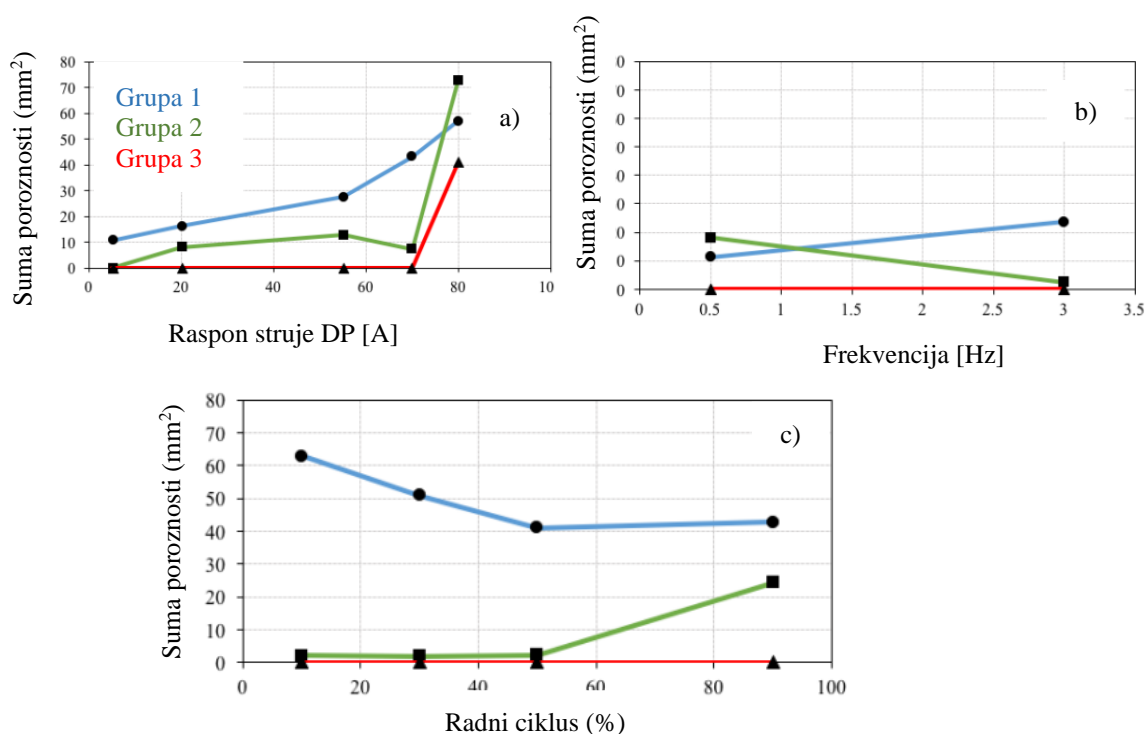 Suma poroznosti (mm²)
80
70
60
50
40
30
20
10
0
Grupa 1
Grupa 2
Grupa 3
a)
0 20 40 60 80 10
Raspon struje DP [A]
Suma poroznosti (mm²)
0
0
0
0
0
0
0
0
0
b)
0.5 1 1.5 2 2.5 3 3.5
Frekvencija [Hz]
Suma poroznosti (mm²)
80
70
60
50
40
30
20
10
0
c)
0 20 40 60 80 100
Radni ciklus (%)